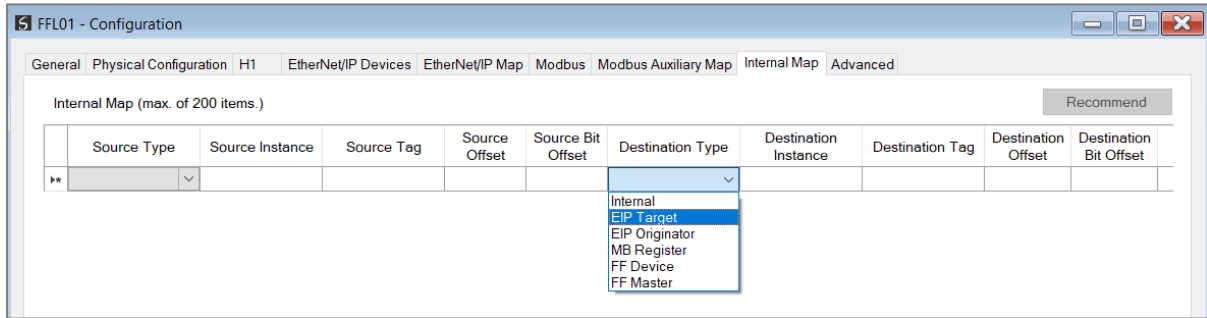 FFL01 - Configuration
General Physical Configuration H1 EtherNet/IP Devices EtherNet/IP Map Modbus Modbus Auxiliary Map Internal Map Advanced
Internal Map (max. of 200 items.) Recommend
Source Type Source Instance Source Tag Source Offset Source Bit Offset Destination Type Destination Instance Destination Tag Destination Offset Destination Bit Offset
Internal
EIP Target
EIP Originator
MB Register
FF Device
FF Master